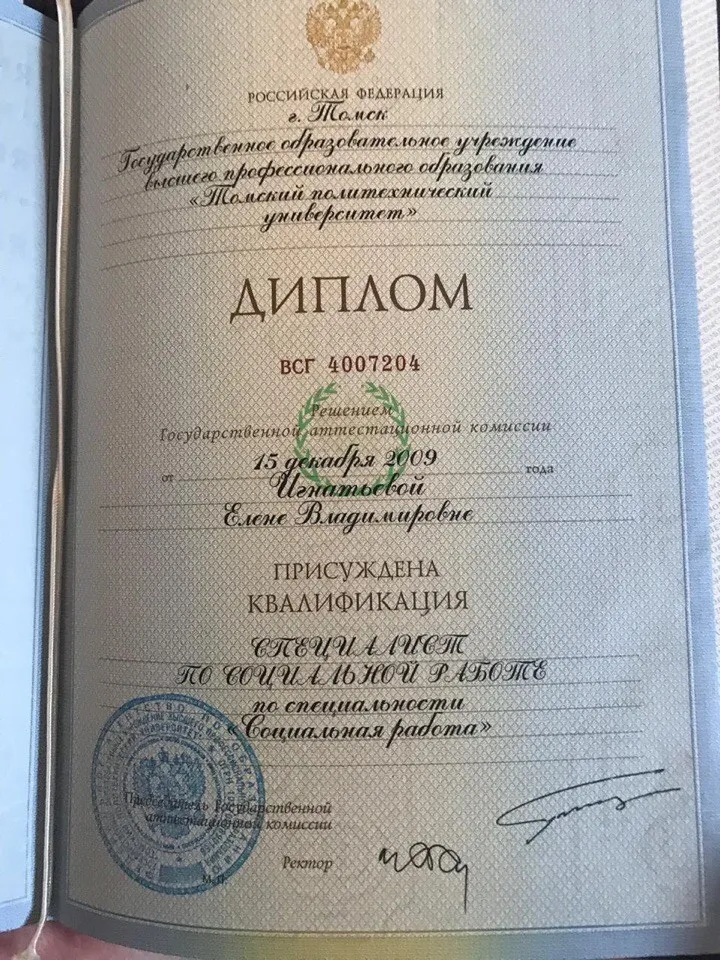 РОССИЙСКАЯ ФЕДЕРАЦИЯ
г. Томск
Государственное образовательное учреждение
высшего профессионального образования
«Томский политехнический
университет»
ДИПЛОМ
ВСГ 4007204
Решением
Государственной аттестационной комиссии
от 15 декабря 2009 года
Игнатьевой
Елене Владимировне
ПРИСУЖДЕНА
КВАЛИФИКАЦИЯ
СПЕЦИАЛИСТ
ПО СОЦИАЛЬНОЙ РАБОТЕ
по специальности
«Социальная работа»
Председатель Государственной
аттестационной комиссии
Ректор
М.П.